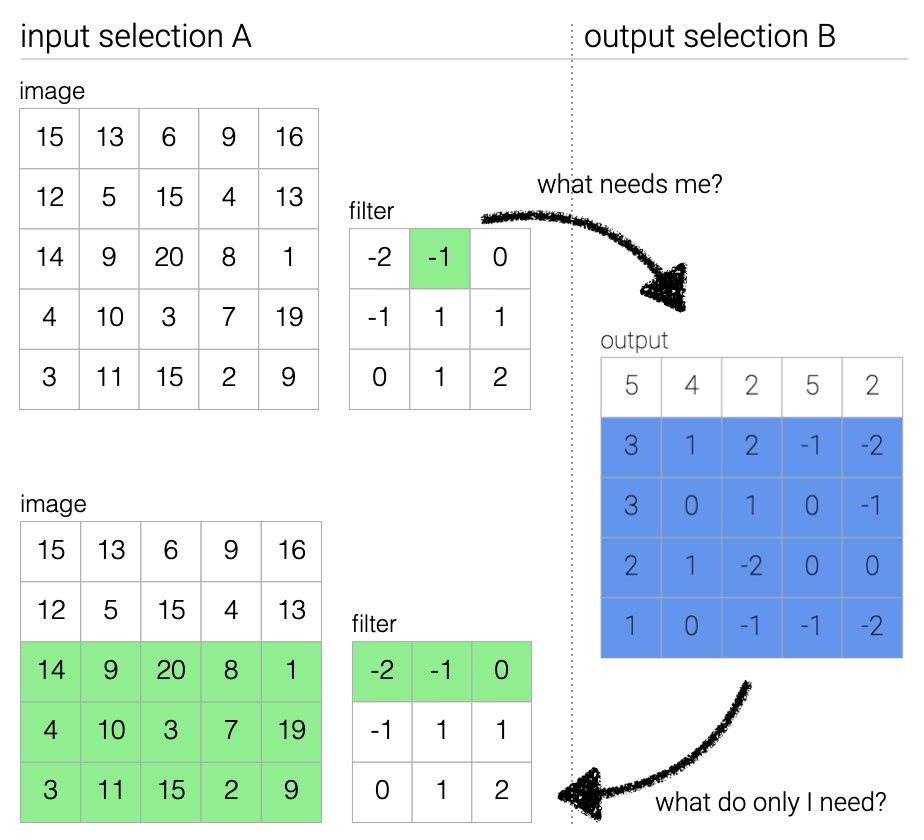 input selection A
output selection B
image
15 13 6 9 16
12 5 15 4 13
14 9 20 8 1
4 10 3 7 19
3 11 15 2 9
filter
-2 -1 0
-1 1 1
0 1 2
what needs me?
output
5 4 2 5 2
3 1 2 -1 -2
3 0 1 0 -1
2 1 -2 0 0
1 0 -1 -1 -2
image
15 13 6 9 16
12 5 15 4 13
14 9 20 8 1
4 10 3 7 19
3 11 15 2 9
filter
-2 -1 0
-1 1 1
0 1 2
what do only I need?